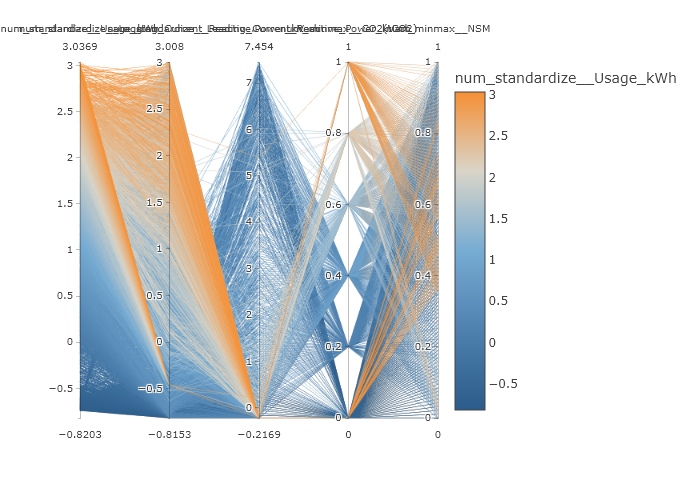 num_minmax__NSM
3.0369 3.008 7.454 1 1
num_standardize__Usage_kWh
3 3 1 1
2.5 2.5 7
2 2 6 0.8 0.8
1.5 1.5 5
1 1 4 0.6 0.6
0.5 0.5 3 0.4 0.4
0 0 2 0.2 0.2
−0.5 −0.5 1
0 0 0
−0.8203 −0.8153 −0.2169 0 0
3
2.5
2
1.5
1
0.5
0
−0.5